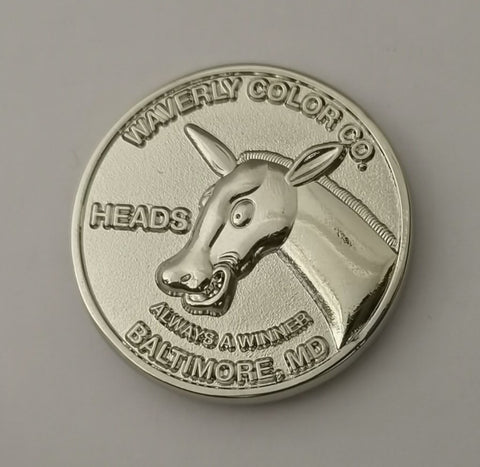 WAVERLY COLOR CO.
HEADS
ALWAYS A WINNER
BALTIMORE, MD